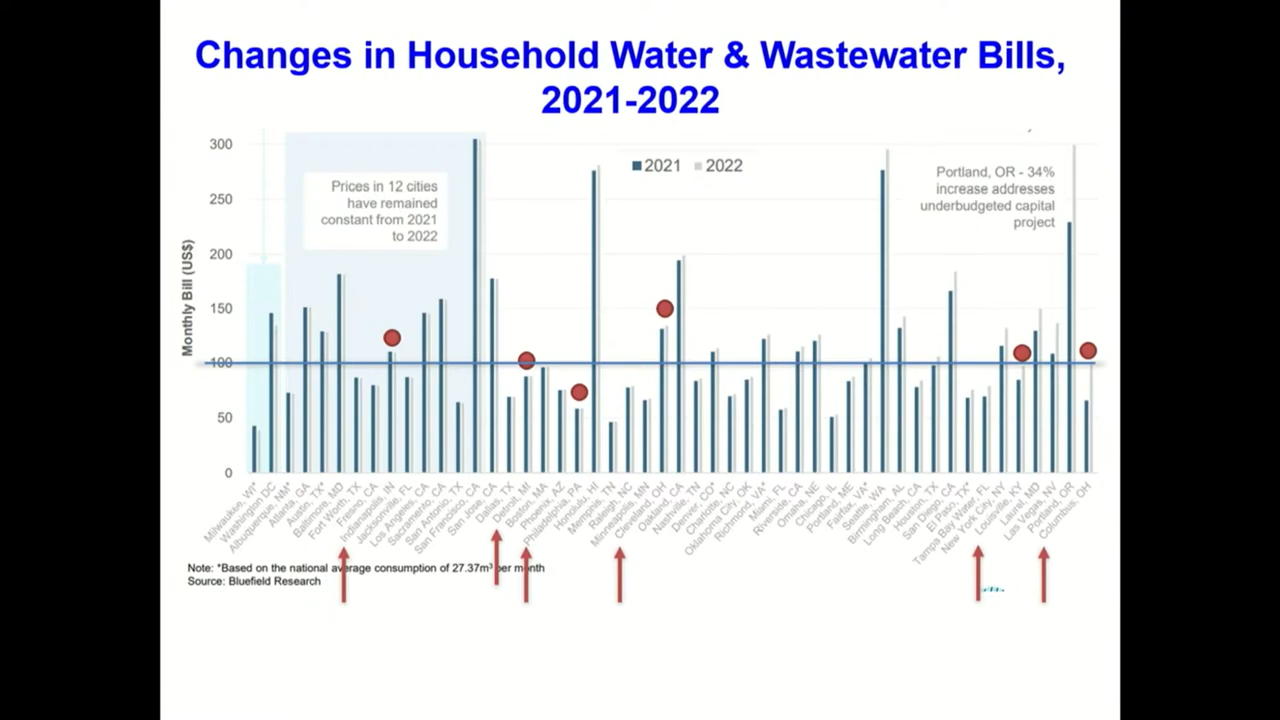 Changes in Household Water & Wastewater Bills,
2021-2022
300
250
200
150
100
50
0
Monthly Bill (US$)
Prices in 12 cities
have remained
constant from 2021
to 2022
2021
2022
Portland, OR - 34%
increase addresses
underbudgeted capital
project
Milwaukee, WI*
Washington DC
Albuquerque, NM*
Atlanta, GA
Austin, TX*
Baltimore, MD
Fort Worth, TX
Fresno, CA
Indianapolis, IN
Jacksonville, FL
Los Angeles, CA
Sacramento, CA
San Antonio, TX
San Francisco, CA
San Jose, CA
Dallas, TX
Detroit, MI
Boston, MA
Phoenix, AZ
Philadelphia, PA
Honolulu, HI
Memphis, TN
Raleigh, NC
Minneapolis, MN
Cleveland, OH
Oakland, CA
Nashville, TN
Denver, CO*
Charlotte, NC
Oklahoma City, OK
Richmond, VA*
Miami, FL
Riverside, CA
Omaha, NE
Chicago, IL
Portland, ME
Fairfax, VA*
Seattle, WA
Birmingham, AL
Long Beach, CA
Houston, TX
San Diego, CA
El Paso, TX*
Tampa Bay Water, FL
New York City, NY
Louisville, KY
Laurel, MD
Las Vegas, NV
Portland, OR
Columbus, OH
Note: *Based on the national average consumption of 27.37m³ per month
Source: Bluefield Research